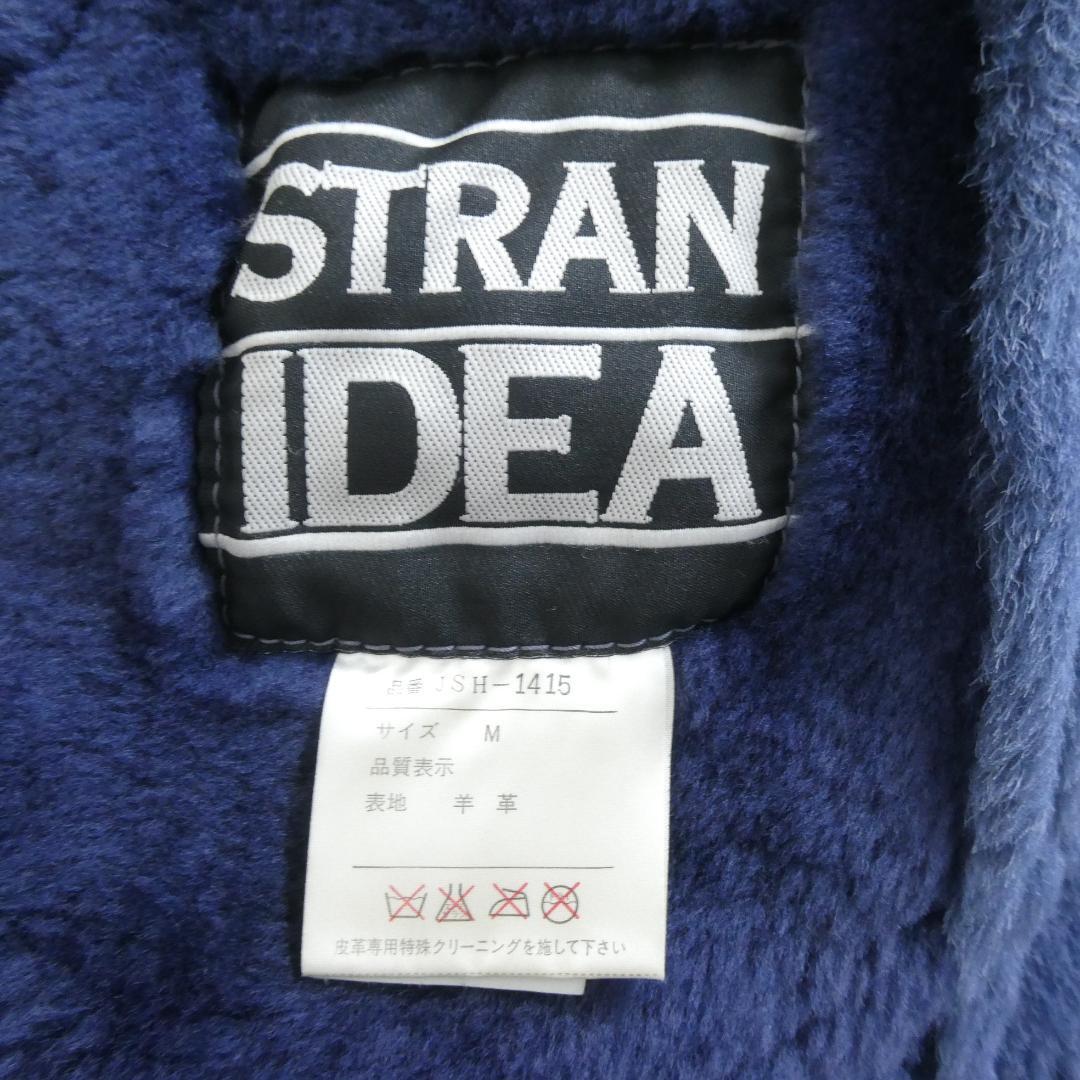 STRAN
IDEA
品番 JSH-1415
サイズ M
品質表示
表地 羊革
皮革専用特殊クリーニングを施して下さい